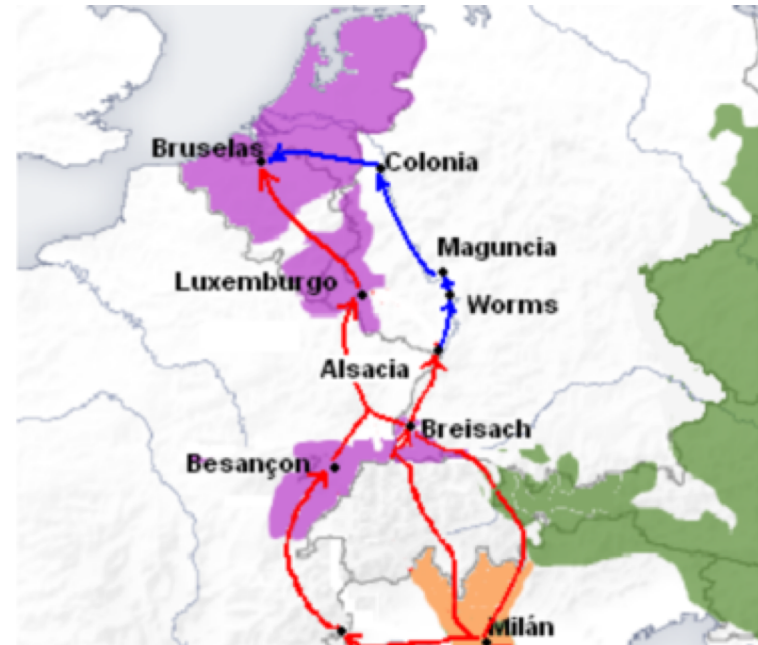 Bruselas
Colonia
Maguncia
Luxemburgo
Worms
Alsacia
Breisach
Besançon
Milán